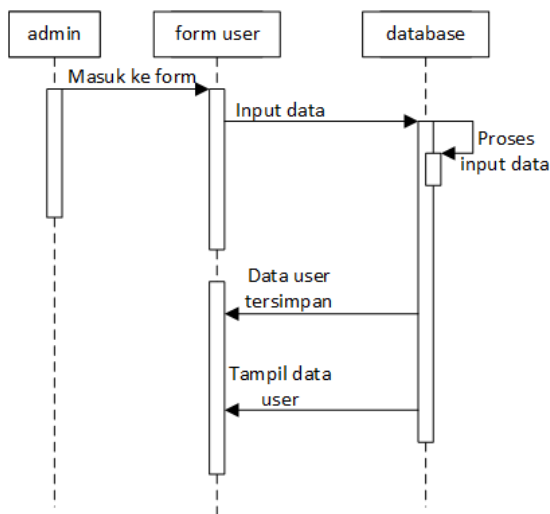 admin
form user
database
Masuk ke form
Input data
Proses
input data
Data user
tersimpan
Tampil data
user